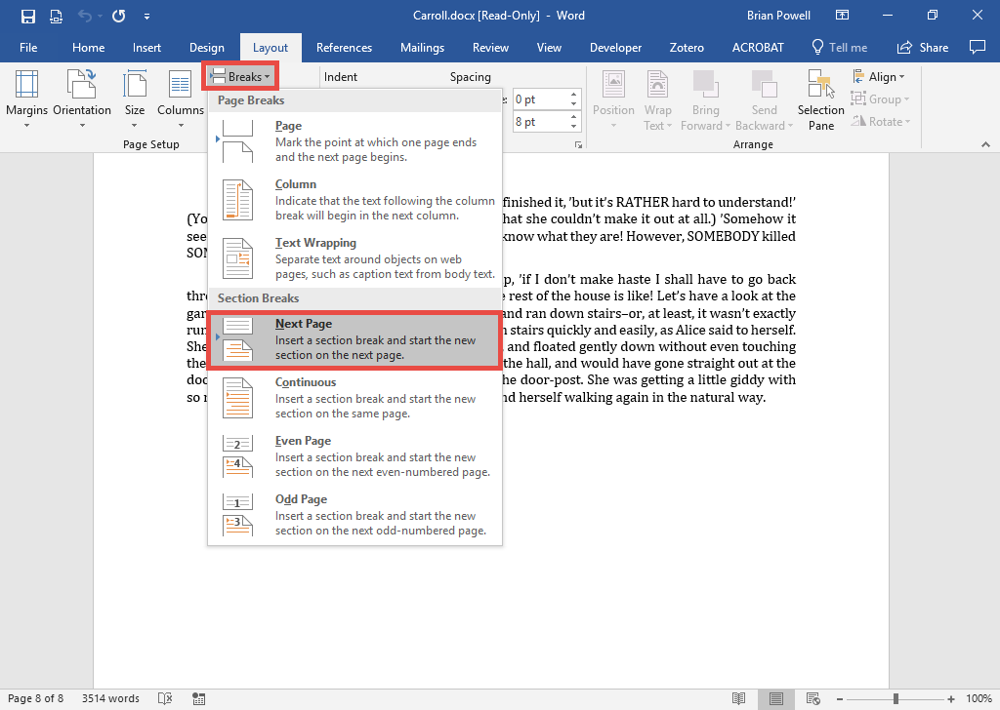 Carroll.docx [Read-Only] - Word Brian Powell
File Home Insert Design Layout References Mailings Review View Developer Zotero ACROBAT Tell me Share
Breaks Indent Spacing
Margins Orientation Size Columns
Page Setup
0 pt
8 pt
Position Wrap Text Bring Forward Send Backward Selection Pane
Align
Group
Rotate
Arrange
Page Breaks
Page
Mark the point at which one page ends
and the next page begins.
Column
Indicate that the text following the column
break will begin in the next column.
Text Wrapping
Separate text around objects on web
pages, such as caption text from body text.
Section Breaks
Next Page
Insert a section break and start the new
section on the next page.
Continuous
Insert a section break and start the new
section on the same page.
2
4
Even Page
Insert a section break and start the new
section on the next even-numbered page.
1
3
Odd Page
Insert a section break and start the new
section on the next odd-numbered page.
finished it, ’but it’s RATHER hard to understand!’
(Yo hat she couldn’t make it out at all.) ’Somehow it
see know what they are! However, SOMEBODY killed
SOM
p, ’if I don’t make haste I shall have to go back
thr e rest of the house is like! Let’s have a look at the
gar and ran down stairs–or, at least, it wasn’t exactly
run n stairs quickly and easily, as Alice said to herself.
She , and floated gently down without even touching
the the hall, and would have gone straight out at the
doo he door-post. She was getting a little giddy with
so nd herself walking again in the natural way.
Page 8 of 8 3514 words 100%